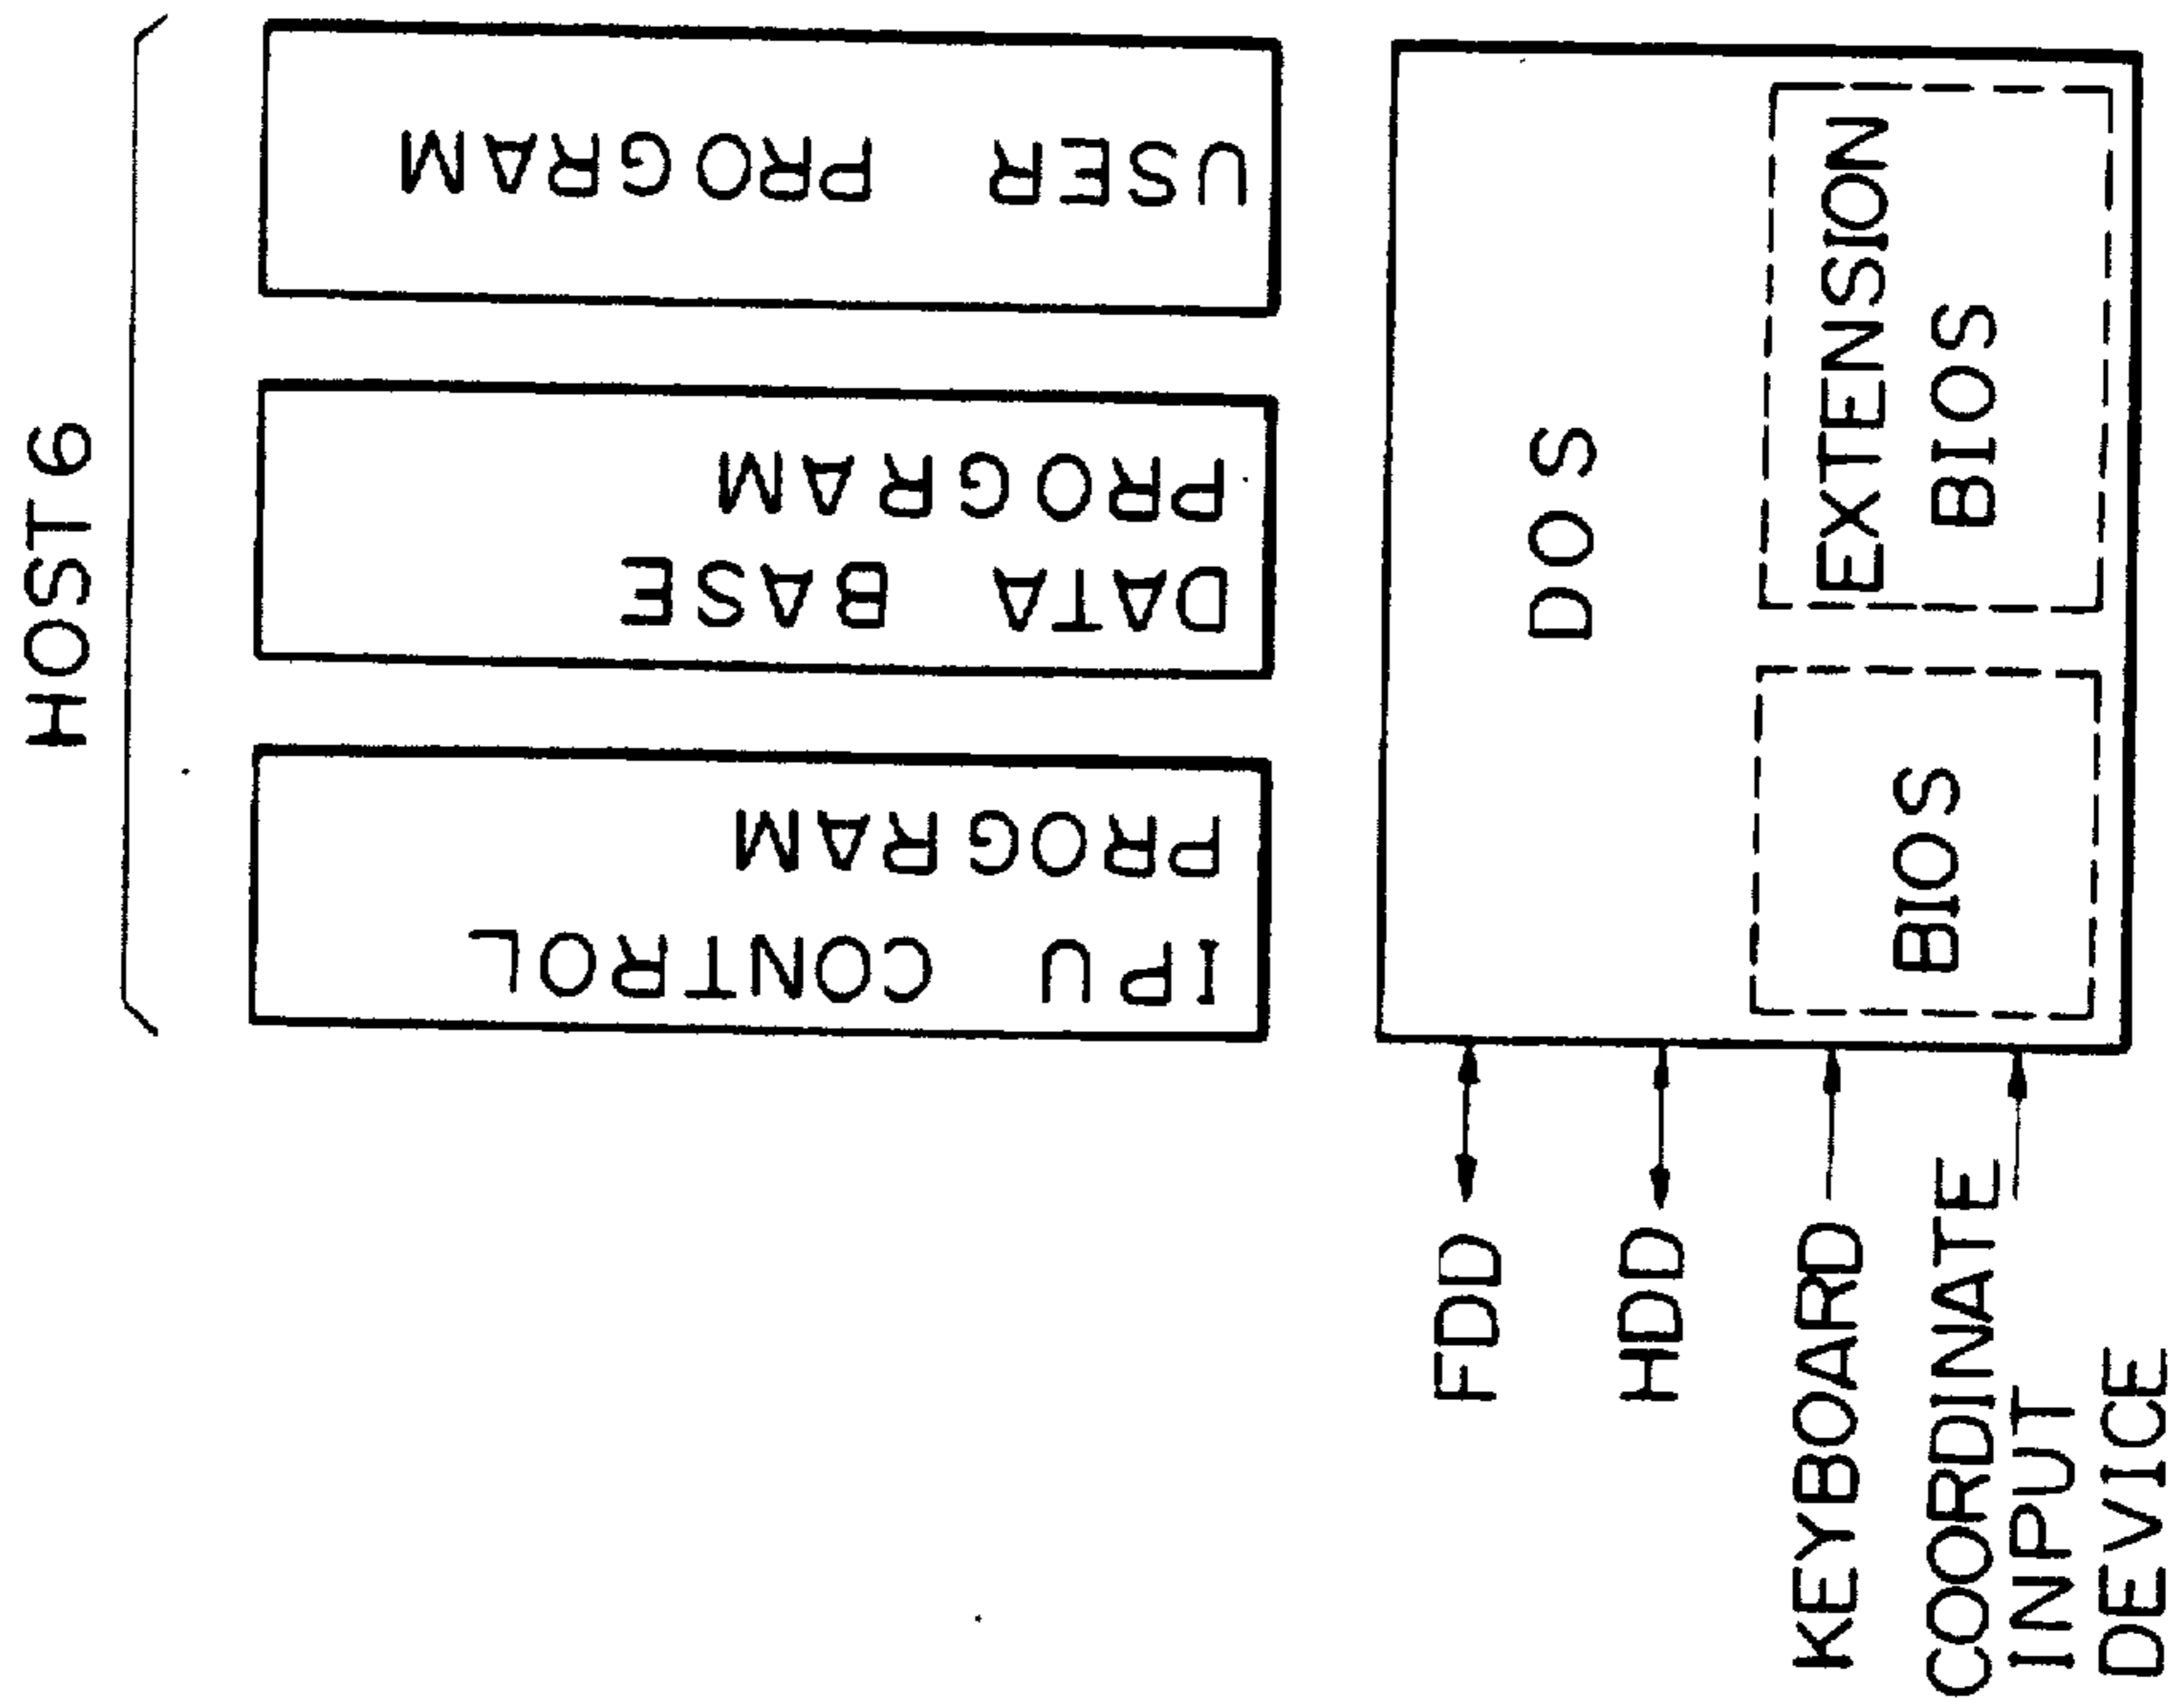 HOST 6
IPU CONTROL
PROGRAM
DATA BASE
PROGRAM
USER PROGRAM
DOS
BIOS
EXTENSION
BIOS
FDD
HDD
KEYBOARD
COORDINATE
INPUT
DEVICE